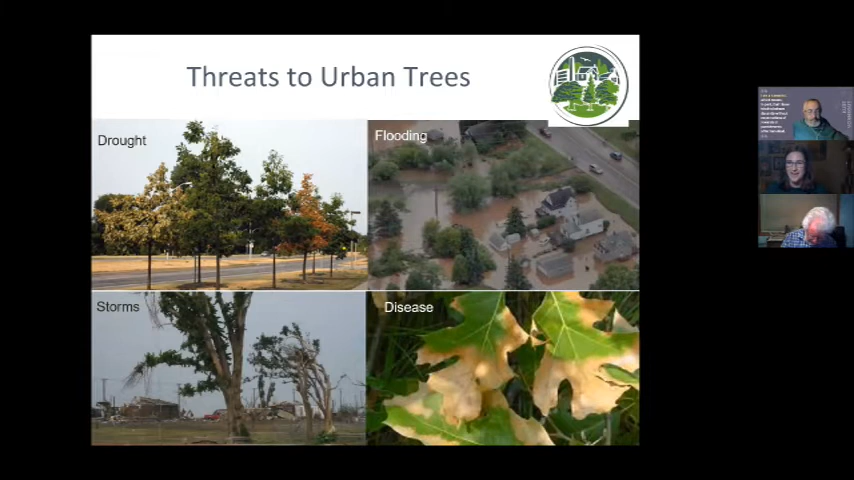 Threats to Urban Trees
Drought
Flooding
Storms
Disease